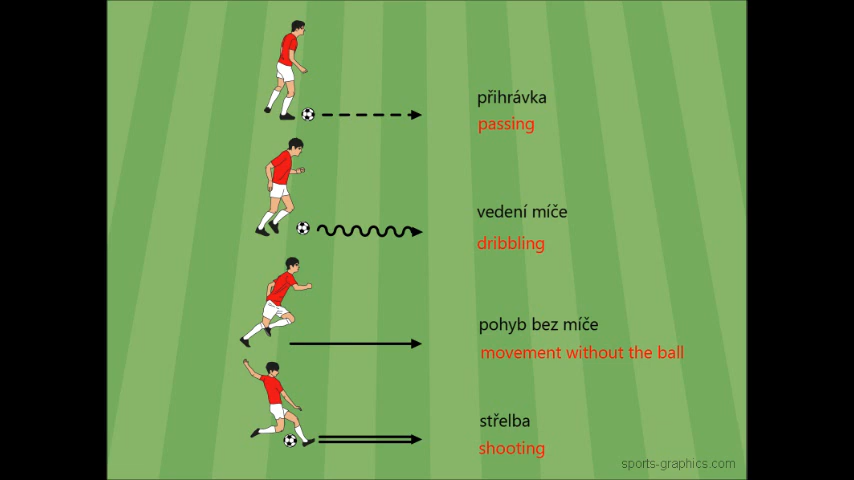 přihrávka
passing
vedení míče
dribbling
pohyb bez míče
movement without the ball
střelba
shooting
sports-graphics.com